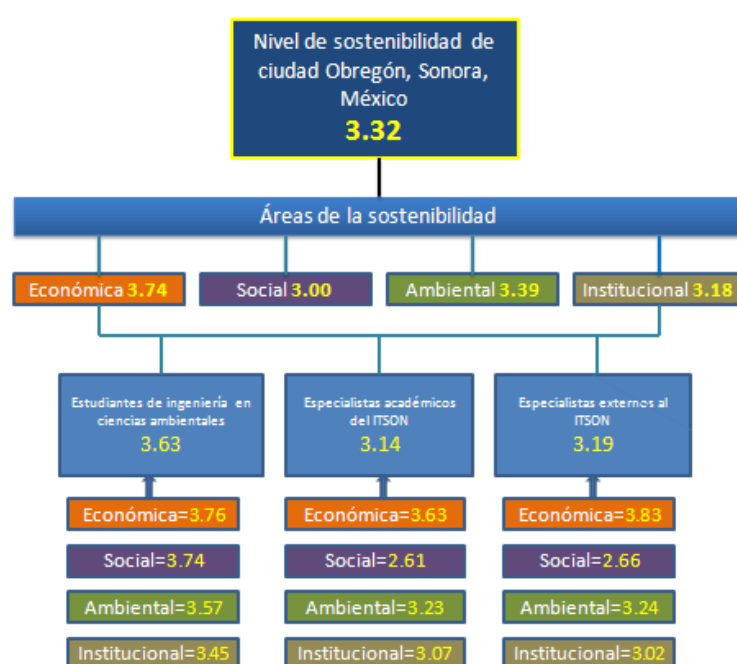 Nivel de sostenibilidad de
ciudad Obregón, Sonora,
México
3.32
Áreas de la sostenibilidad
Económica 3.74
Social 3.00
Ambiental 3.39
Institucional 3.18
Estudiantes de ingeniería en
ciencias ambientales
3.63
Especialistas académicos
del ITSON
3.14
Especialistas externos al
ITSON
3.19
Económica=3.76
Económica=3.63
Económica=3.83
Social=3.74
Social=2.61
Social=2.66
Ambiental=3.57
Ambiental=3.23
Ambiental=3.24
Institucional=3.45
Institucional=3.07
Institucional=3.02